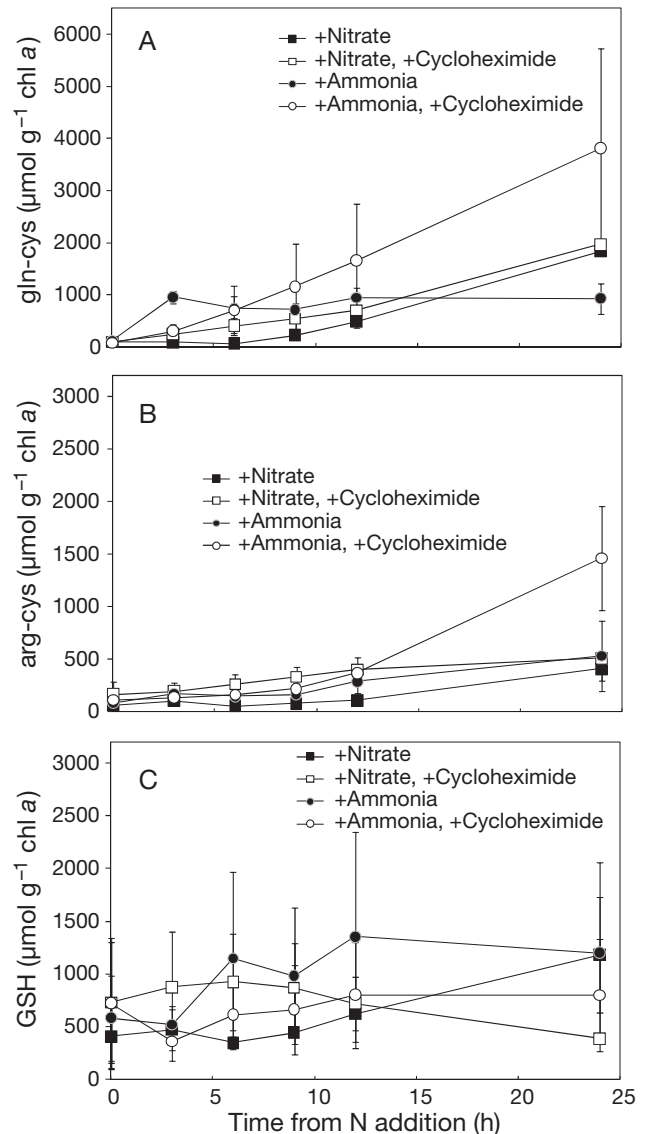 A
+Nitrate
+Nitrate, +Cycloheximide
+Ammonia
+Ammonia, +Cycloheximide
gln-cys (µmol g⁻¹ chl a)
6000
5000
4000
3000
2000
1000
0
B
+Nitrate
+Nitrate, +Cycloheximide
+Ammonia
+Ammonia, +Cycloheximide
arg-cys (µmol g⁻¹ chl a)
3000
2500
2000
1500
1000
500
0
C
+Nitrate
+Nitrate, +Cycloheximide
+Ammonia
+Ammonia, +Cycloheximide
GSH (µmol g⁻¹ chl a)
3000
2500
2000
1500
1000
500
0
0 5 10 15 20 25
Time from N addition (h)